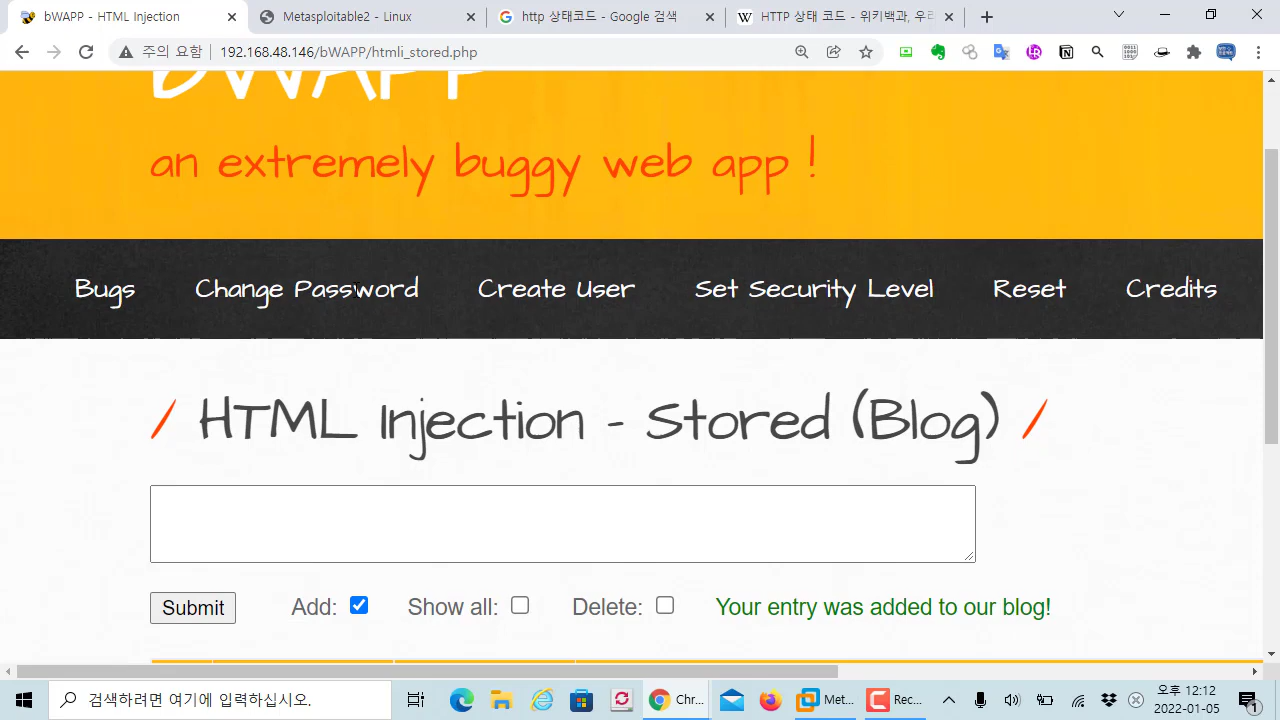 bWAPP - HTML Injection
Metasploitable2 - Linux
http 상태코드 - Google 검색
HTTP 상태 코드 - 위키백과, 우리
주의 요함
192.168.48.146/bWAPP/htmli_stored.php
bWAPP
an extremely buggy web app !
Bugs
Change Password
Create User
Set Security Level
Reset
Credits
/ HTML Injection - Stored (Blog) /
Submit
Add:
Show all:
Delete:
Your entry was added to our blog!
검색하려면 여기에 입력하십시오.
Chr...
Met...
Rec...
오후 12:12
2022-01-05
1